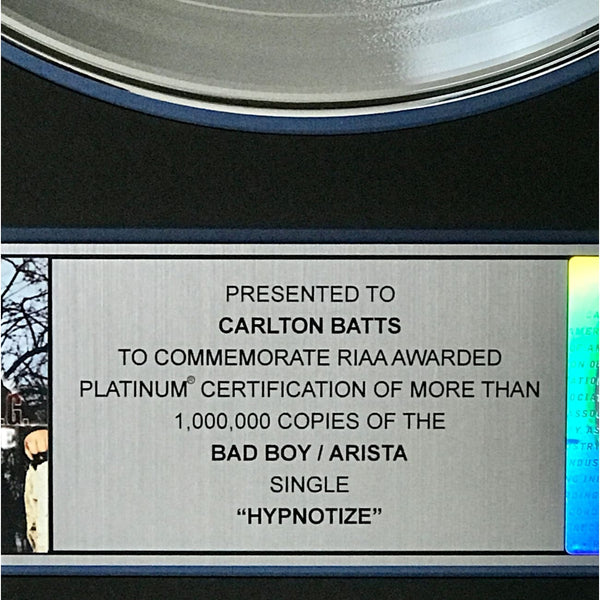 PRESENTED TO
CARLTON BATTS
TO COMMEMORATE RIAA AWARDED
PLATINUM® CERTIFICATION OF MORE THAN
1,000,000 COPIES OF THE
BAD BOY / ARISTA
SINGLE
“HYPNOTIZE”
.G.